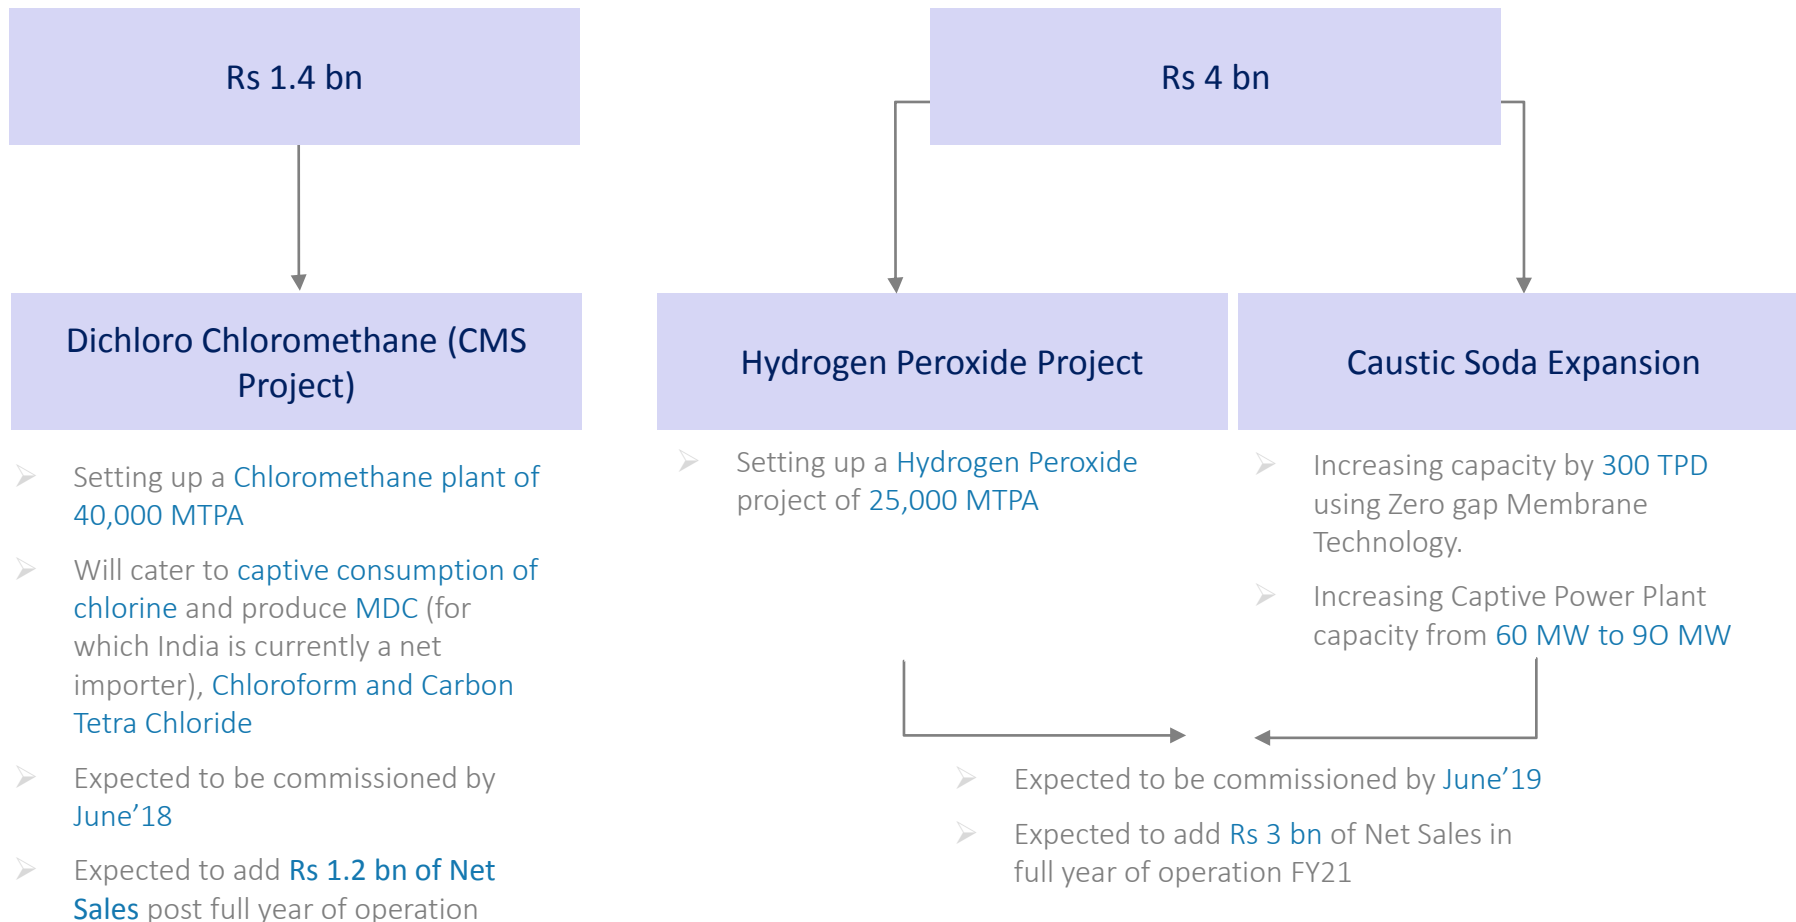 Rs 1.4 bn
Rs 4 bn
Dichloro Chloromethane (CMS
Project)
Setting up a Chloromethane plant of
40,000 MTPA
Will cater to captive consumption of
chlorine and produce MDC (for
which India is currently a net
importer), Chloroform and Carbon
Tetra Chloride
Expected to be commissioned by
June’18
Expected to add Rs 1.2 bn of Net
Sales post full year of operation
Hydrogen Peroxide Project
Setting up a Hydrogen Peroxide
project of 25,000 MTPA
Caustic Soda Expansion
Increasing capacity by 300 TPD
using Zero gap Membrane
Technology.
Increasing Captive Power Plant
capacity from 60 MW to 9O MW
Expected to be commissioned by June’19
Expected to add Rs 3 bn of Net Sales in
full year of operation FY21